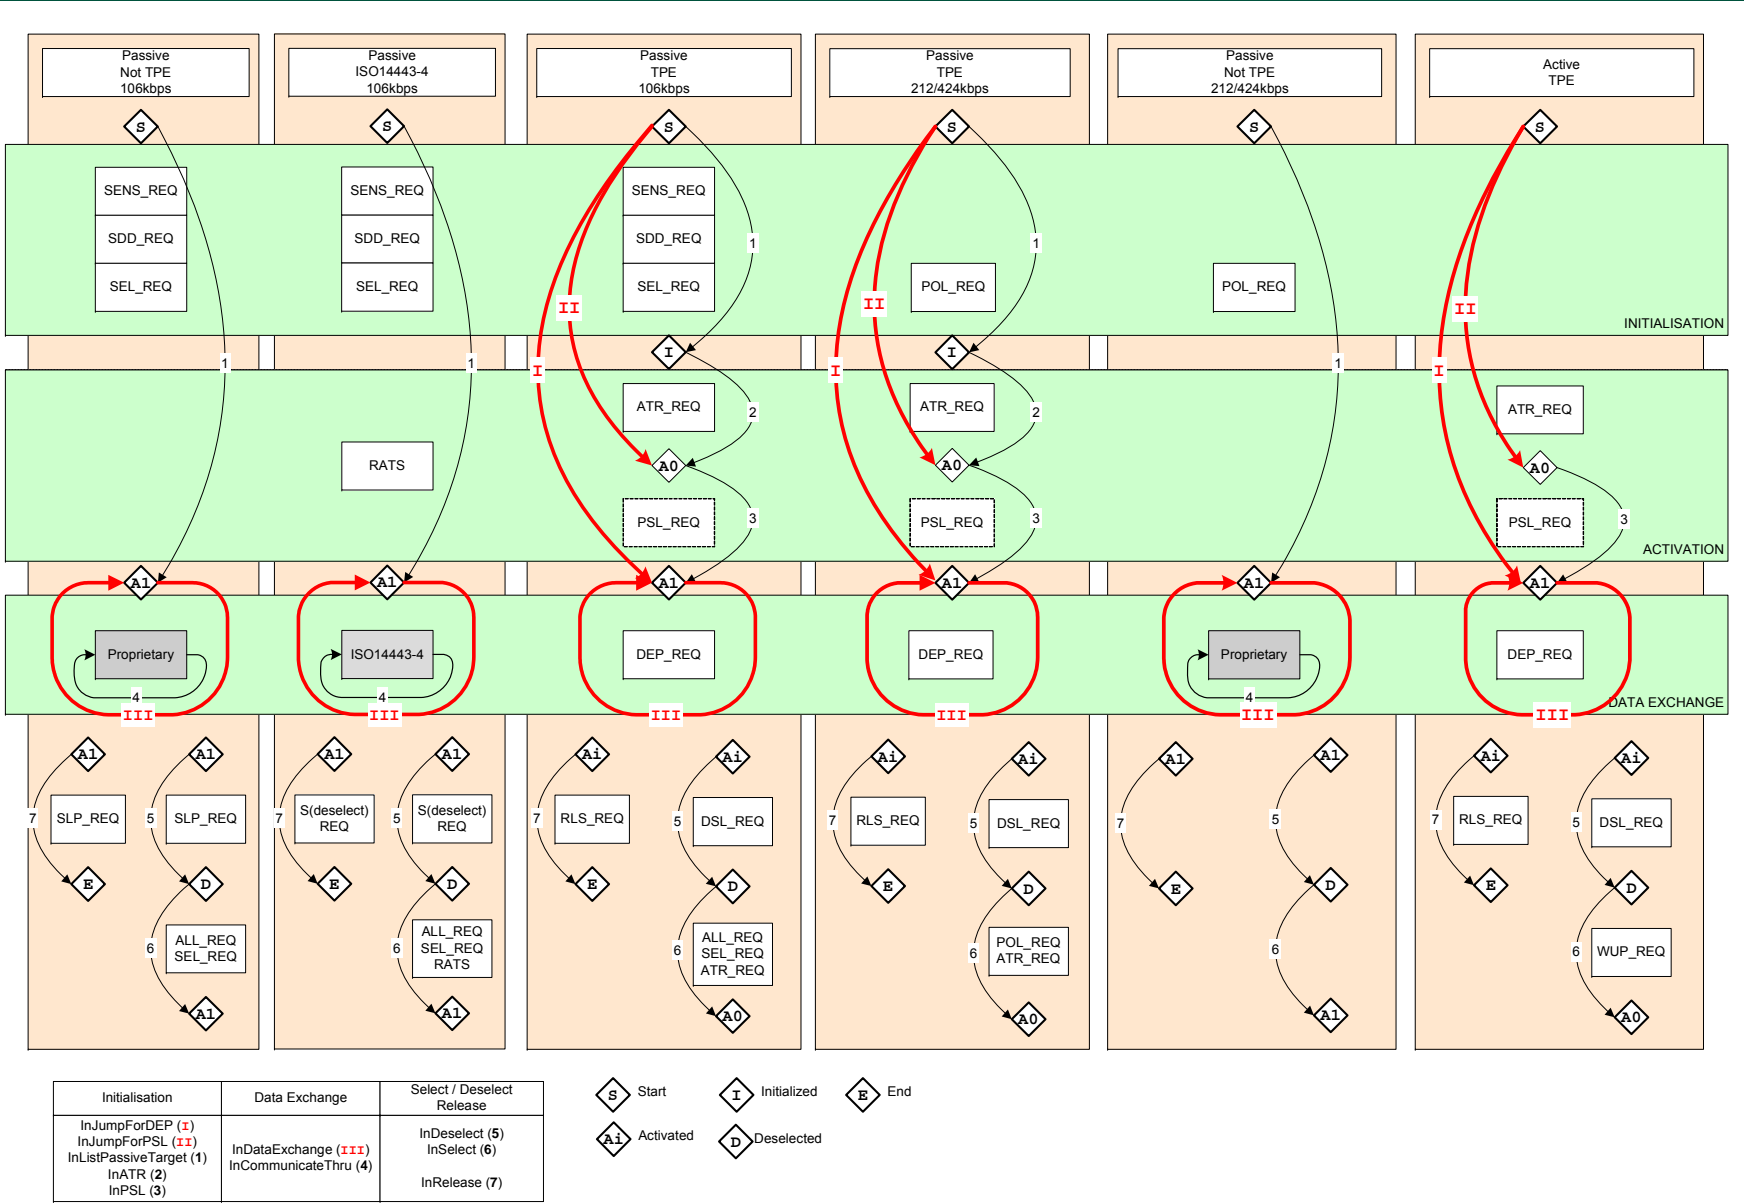 Passive
Not TPE
106kbps
Passive
ISO14443-4
106kbps
Passive
TPE
106kbps
Passive
TPE
212/424kbps
Passive
Not TPE
212/424kbps
Active
TPE
S
S
S
S
S
S
SENS_REQ
SDD_REQ
SEL_REQ
SENS_REQ
SDD_REQ
SEL_REQ
SENS_REQ
SDD_REQ
SEL_REQ
POL_REQ
POL_REQ
1
1
II
II
II
INITIALISATION
I
I
1
1
1
I
I
I
ATR_REQ
ATR_REQ
ATR_REQ
2
2
RATS
A0
A0
A0
PSL_REQ
PSL_REQ
PSL_REQ
3
3
3
ACTIVATION
A1
A1
A1
A1
A1
A1
Proprietary
ISO14443-4
DEP_REQ
DEP_REQ
Proprietary
DEP_REQ
4
4
4
DATA EXCHANGE
III
III
III
III
III
III
A1
A1
A1
A1
Ai
Ai
Ai
Ai
A1
A1
Ai
Ai
7
SLP_REQ
5
SLP_REQ
7
S(deselect)
REQ
5
S(deselect)
REQ
7
RLS_REQ
5
DSL_REQ
7
RLS_REQ
5
DSL_REQ
7
5
7
RLS_REQ
5
DSL_REQ
E
D
E
D
E
D
E
D
E
D
E
D
6
ALL_REQ
SEL_REQ
6
ALL_REQ
SEL_REQ
RATS
6
ALL_REQ
SEL_REQ
ATR_REQ
6
POL_REQ
ATR_REQ
6
6
WUP_REQ
A1
A1
A0
A0
A1
A0
Initialisation
Data Exchange
Select / Deselect
Release
InJumpForDEP (I)
InJumpForPSL (II)
InListPassiveTarget (1)
InATR (2)
InPSL (3)
InDataExchange (III)
InCommunicateThru (4)
InDeselect (5)
InSelect (6)
InRelease (7)
S Start
I Initialized
E End
Ai Activated
D Deselected